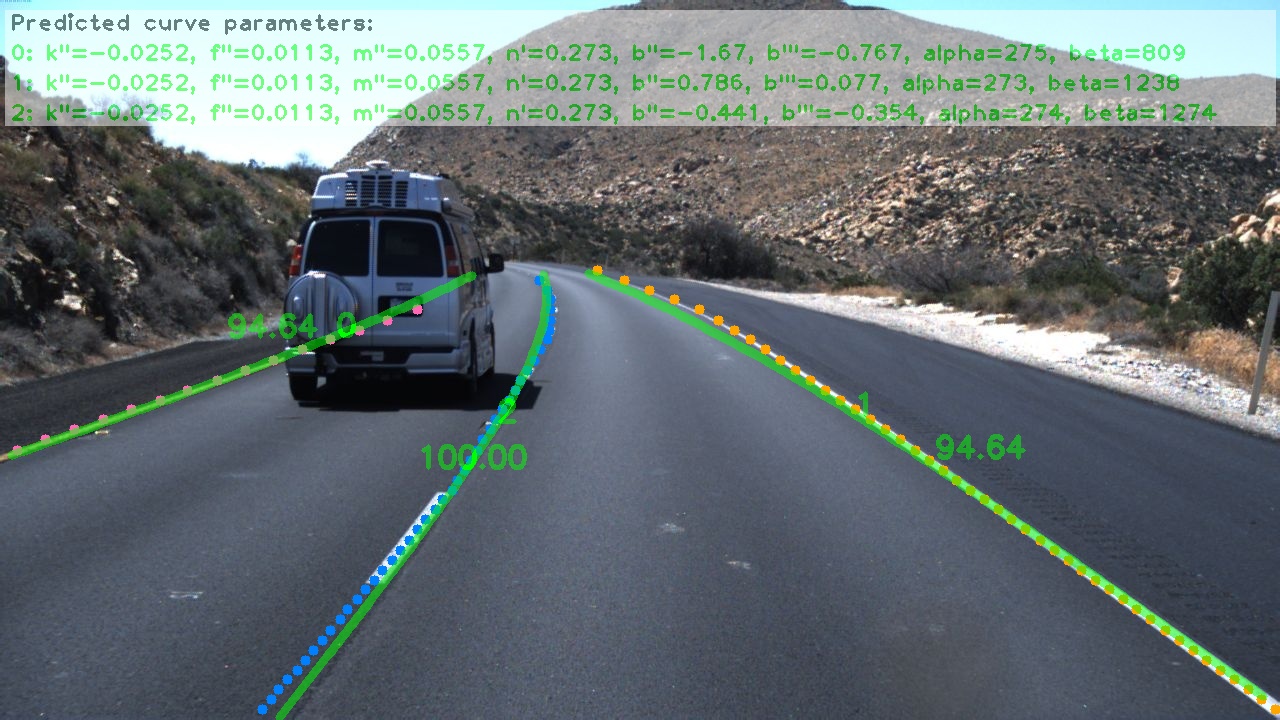 Predicted curve parameters:
0: k"=-0.0252, f"=0.0113, m"=0.0557, n'=0.273, b"=-1.67, b'"=-0.767, alpha=275, beta=809
1: k"=-0.0252, f"=0.0113, m"=0.0557, n'=0.273, b"=0.786, b'"=0.077, alpha=273, beta=1238
2: k"=-0.0252, f"=0.0113, m"=0.0557, n'=0.273, b"=-0.441, b'"=-0.354, alpha=274, beta=1274
94.64 0
1
2
94.64
100.00